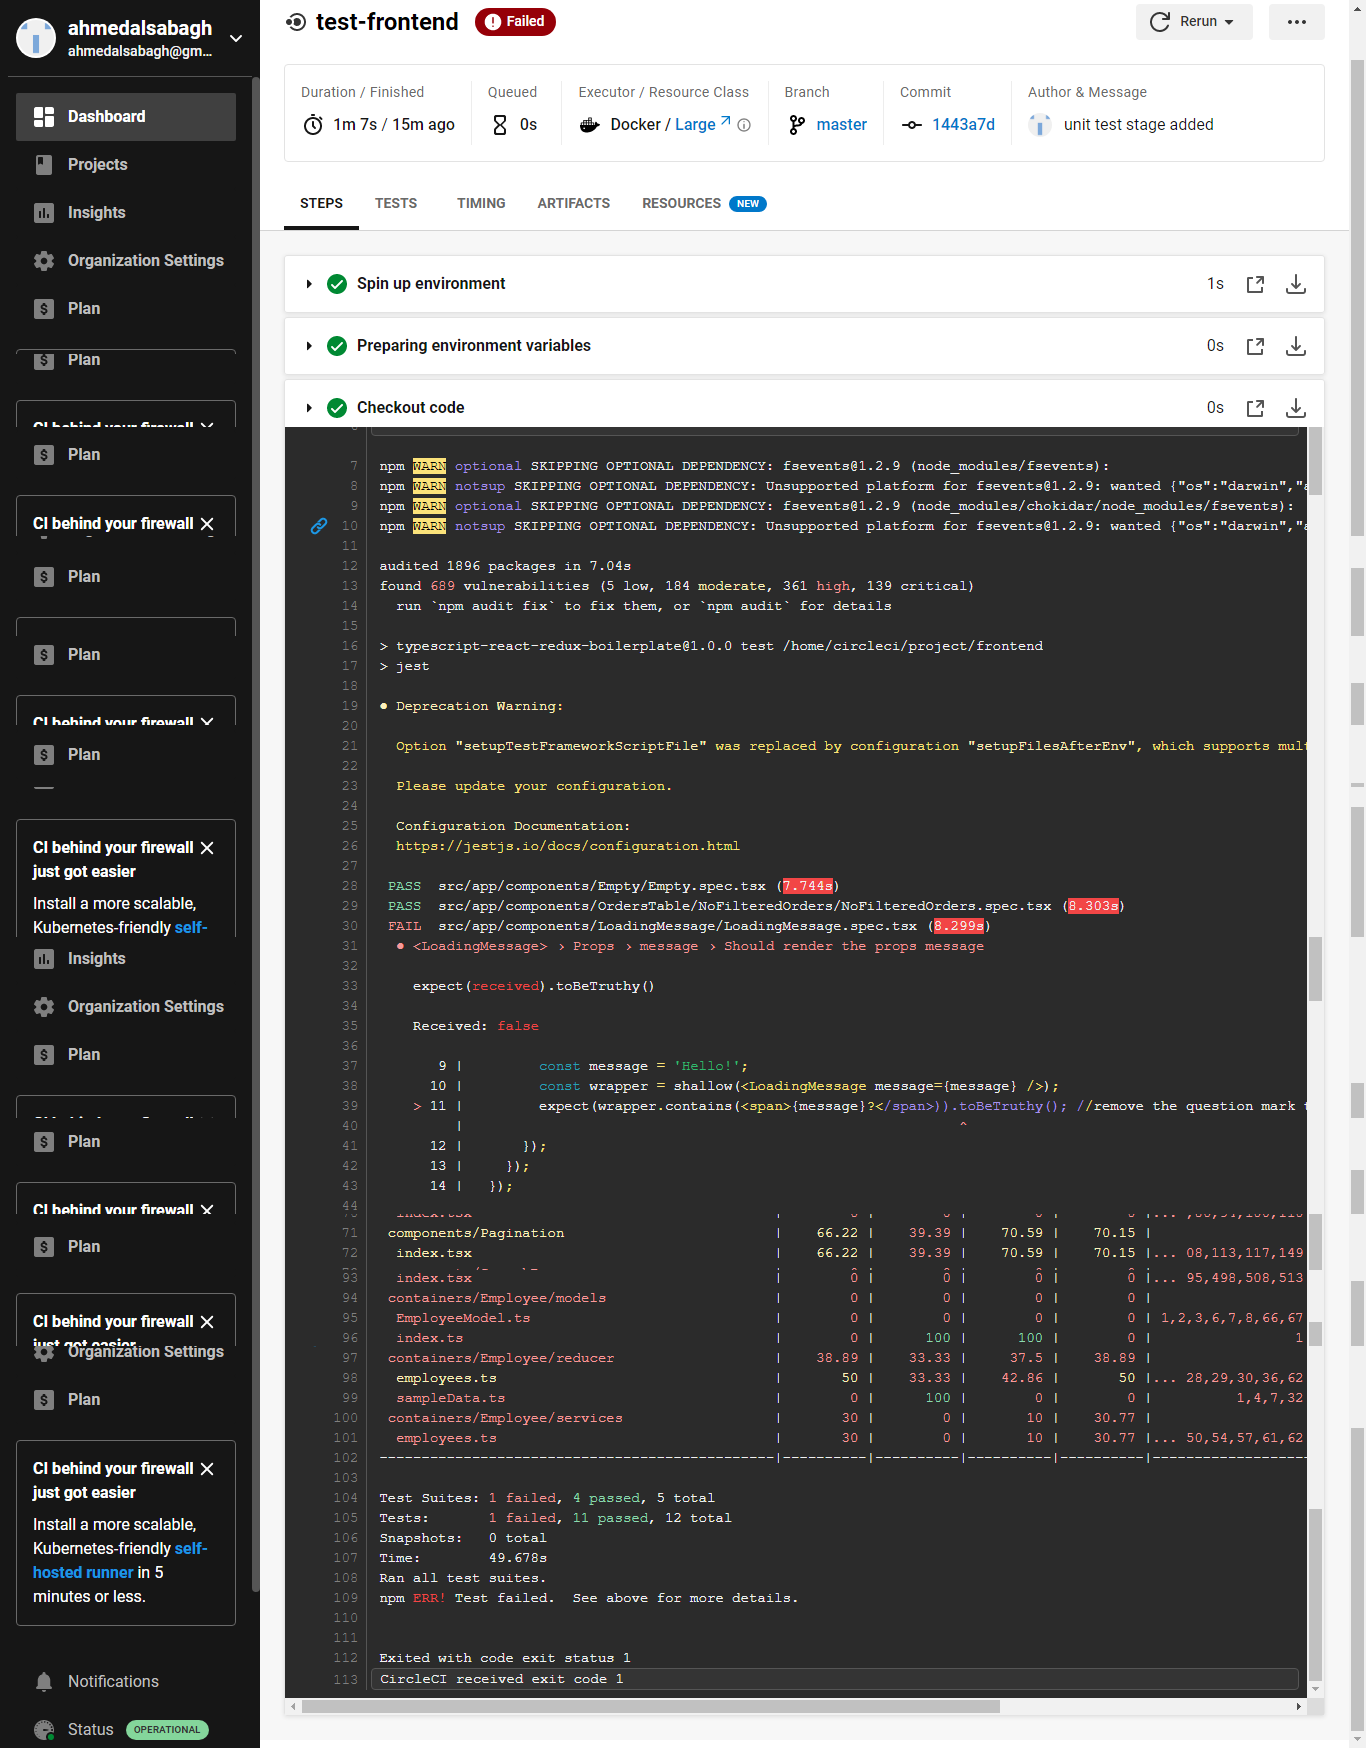 ahmedalsabagh
ahmedalsabagh@gm...
Dashboard
Projects
Insights
Organization Settings
Plan
Plan
CI behind your firewall
Plan
CI behind your firewall
Plan
Plan
CI behind your firewall
Plan
CI behind your firewall
just got easier
Install a more scalable,
Kubernetes-friendly self-
Insights
Organization Settings
Plan
Plan
CI behind your firewall
Plan
CI behind your firewall
just got easier
Organization Settings
Plan
CI behind your firewall
just got easier
Install a more scalable,
Kubernetes-friendly self-
hosted runner in 5
minutes or less.
Notifications
Status OPERATIONAL
test-frontend Failed
Rerun
Duration / Finished Queued Executor / Resource Class Branch Commit Author & Message
1m 7s / 15m ago 0s Docker / Large master 1443a7d unit test stage added
STEPS TESTS TIMING ARTIFACTS RESOURCES NEW
Spin up environment 1s
Preparing environment variables 0s
Checkout code 0s
7 npm WARN optional SKIPPING OPTIONAL DEPENDENCY: fsevents@1.2.9 (node_modules/fsevents):
8 npm WARN notsup SKIPPING OPTIONAL DEPENDENCY: Unsupported platform for fsevents@1.2.9: wanted {"os":"darwin","a
9 npm WARN optional SKIPPING OPTIONAL DEPENDENCY: fsevents@1.2.9 (node_modules/chokidar/node_modules/fsevents):
10 npm WARN notsup SKIPPING OPTIONAL DEPENDENCY: Unsupported platform for fsevents@1.2.9: wanted {"os":"darwin","a
11
12 audited 1896 packages in 7.04s
13 found 689 vulnerabilities (5 low, 184 moderate, 361 high, 139 critical)
14 run `npm audit fix` to fix them, or `npm audit` for details
15
16 > typescript-react-redux-boilerplate@1.0.0 test /home/circleci/project/frontend
17 > jest
18
19 ● Deprecation Warning:
20
21 Option "setupTestFrameworkScriptFile" was replaced by configuration "setupFilesAfterEnv", which supports mult
22
23 Please update your configuration.
24
25 Configuration Documentation:
26 https://jestjs.io/docs/configuration.html
27
28 PASS src/app/components/Empty/Empty.spec.tsx (7.744s)
29 PASS src/app/components/OrdersTable/NoFilteredOrders/NoFilteredOrders.spec.tsx (8.303s)
30 FAIL src/app/components/LoadingMessage/LoadingMessage.spec.tsx (8.299s)
31 ● <LoadingMessage> › Props › message › Should render the props message
32
33 expect(received).toBeTruthy()
34
35 Received: false
36
37 9 | const message = 'Hello!';
38 10 | const wrapper = shallow(<LoadingMessage message={message} />);
39 > 11 | expect(wrapper.contains(<span>{message}?</span>)).toBeTruthy(); //remove the question mark
40 | ^
41 12 | });
42 13 | });
43 14 | });
44
index.tsx
71 components/Pagination | 66.22 | 39.39 | 70.59 | 70.15 |
72 index.tsx | 66.22 | 39.39 | 70.59 | 70.15 |... 08,113,117,149
93 index.tsx | 0 | 0 | 0 | 0 |... 95,498,508,513
94 containers/Employee/models | 0 | 0 | 0 | 0 |
95 EmployeeModel.ts | 0 | 0 | 0 | 0 | 1,2,3,6,7,8,66,67
96 index.ts | 0 | 100 | 100 | 0 | 1
97 containers/Employee/reducer | 38.89 | 33.33 | 37.5 | 38.89 |
98 employees.ts | 50 | 33.33 | 42.86 | 50 |... 28,29,30,36,62
99 sampleData.ts | 0 | 100 | 0 | 0 | 1,4,7,32
100 containers/Employee/services | 30 | 0 | 10 | 30.77 |
101 employees.ts | 30 | 0 | 10 | 30.77 |... 50,54,57,61,62
102 -----------------------------------------------|----------|----------|----------|----------|-------------------
103
104 Test Suites: 1 failed, 4 passed, 5 total
105 Tests: 1 failed, 11 passed, 12 total
106 Snapshots: 0 total
107 Time: 49.678s
108 Ran all test suites.
109 npm ERR! Test failed. See above for more details.
110
111
112 Exited with code exit status 1
113 CircleCI received exit code 1